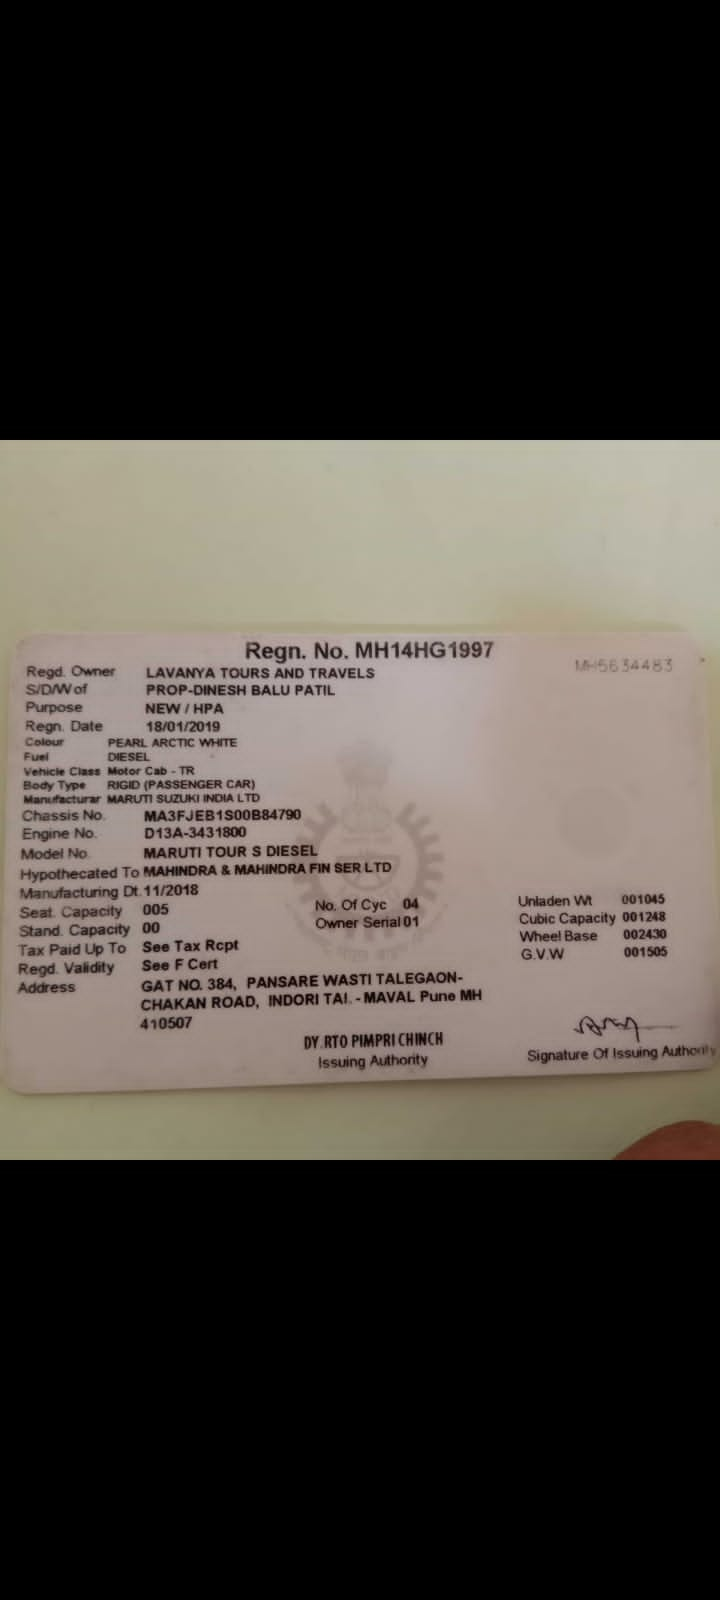 Regn. No. MH14HG1997
MH5634483
Regd. Owner LAVANYA TOURS AND TRAVELS
S/D/W of PROP-DINESH BALU PATIL
Purpose NEW / HPA
Regn. Date 18/01/2019
Colour PEARL ARCTIC WHITE
Fuel DIESEL
Vehicle Class Motor Cab - TR
Body Type RIGID (PASSENGER CAR)
Manufacturar MARUTI SUZUKI INDIA LTD
Chassis No. MA3FJEB1S00B84790
Engine No. D13A-3431800
Model No. MARUTI TOUR S DIESEL
Hypothecated To MAHINDRA & MAHINDRA FIN SER LTD
Manufacturing Dt. 11/2018
Seat. Capacity 005 No. Of Cyc 04 Unladen Wt 001045
Stand. Capacity 00 Owner Serial 01 Cubic Capacity 001248
Tax Paid Up To See Tax Rcpt Wheel Base 002430
Regd. Validity See F Cert G.V.W 001505
Address GAT NO. 384, PANSARE WASTI TALEGAON-
CHAKAN ROAD, INDORI TAL. - MAVAL Pune MH
410507
DY.RTO PIMPRI CHINCH
Issuing Authority
Signature Of Issuing Authority